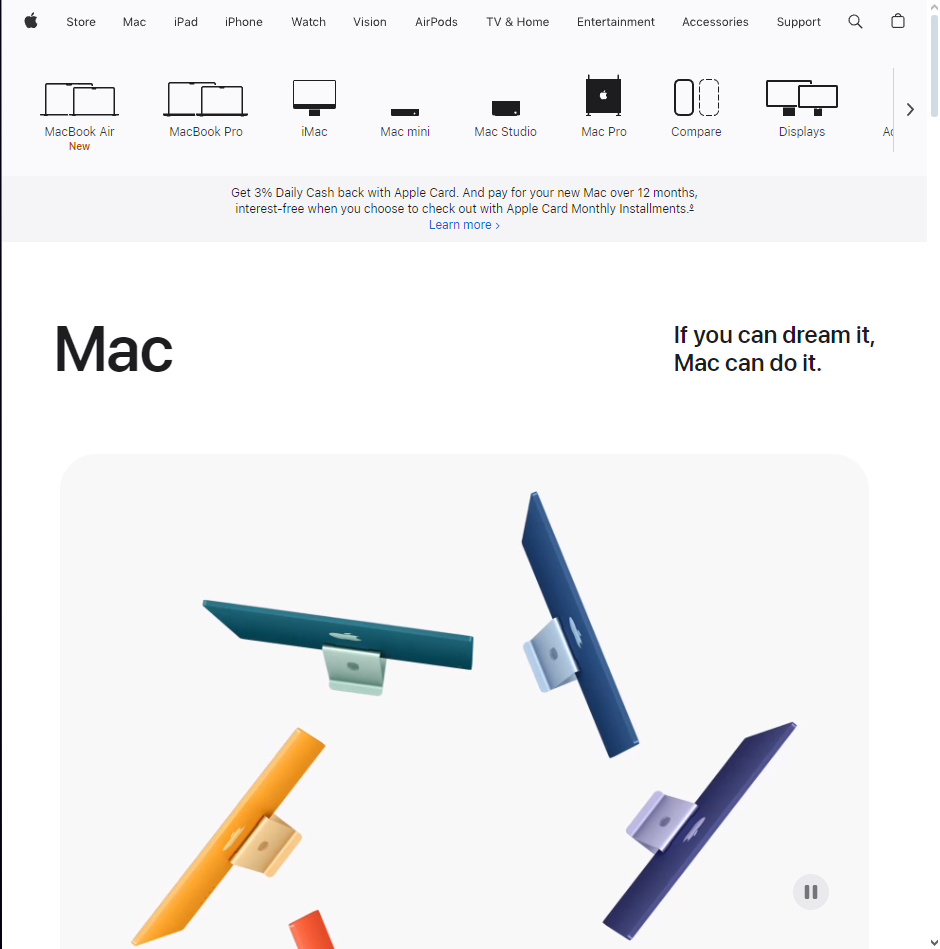 Store Mac iPad iPhone Watch Vision AirPods TV & Home Entertainment Accessories Support
MacBook Air MacBook Pro iMac Mac mini Mac Studio Mac Pro Compare Displays
New
Get 3% Daily Cash back with Apple Card. And pay for your new Mac over 12 months,
interest-free when you choose to check out with Apple Card Monthly Installments.◊
Learn more >
Mac
If you can dream it,
Mac can do it.